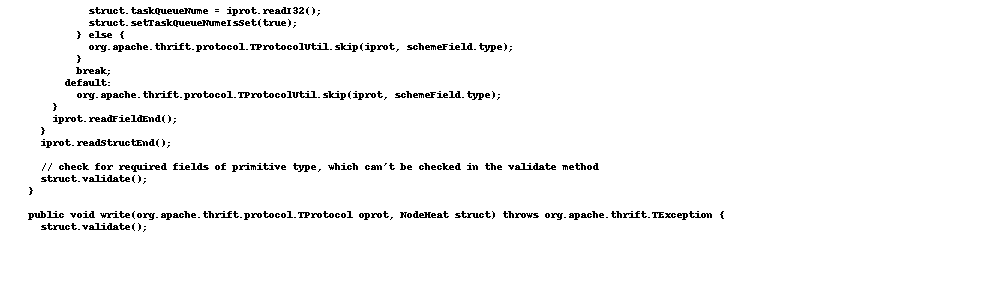 struct.taskQueueNume = iprot.readI32();
struct.setTaskQueueNumeIsSet(true);
} else {
org.apache.thrift.protocol.TProtocolUtil.skip(iprot, schemeField.type);
}
break;
default:
org.apache.thrift.protocol.TProtocolUtil.skip(iprot, schemeField.type);
}
iprot.readFieldEnd();
}
iprot.readStructEnd();
// check for required fields of primitive type, which can't be checked in the validate method
struct.validate();
}
public void write(org.apache.thrift.protocol.TProtocol oprot, NodeHeat struct) throws org.apache.thrift.TException {
struct.validate();